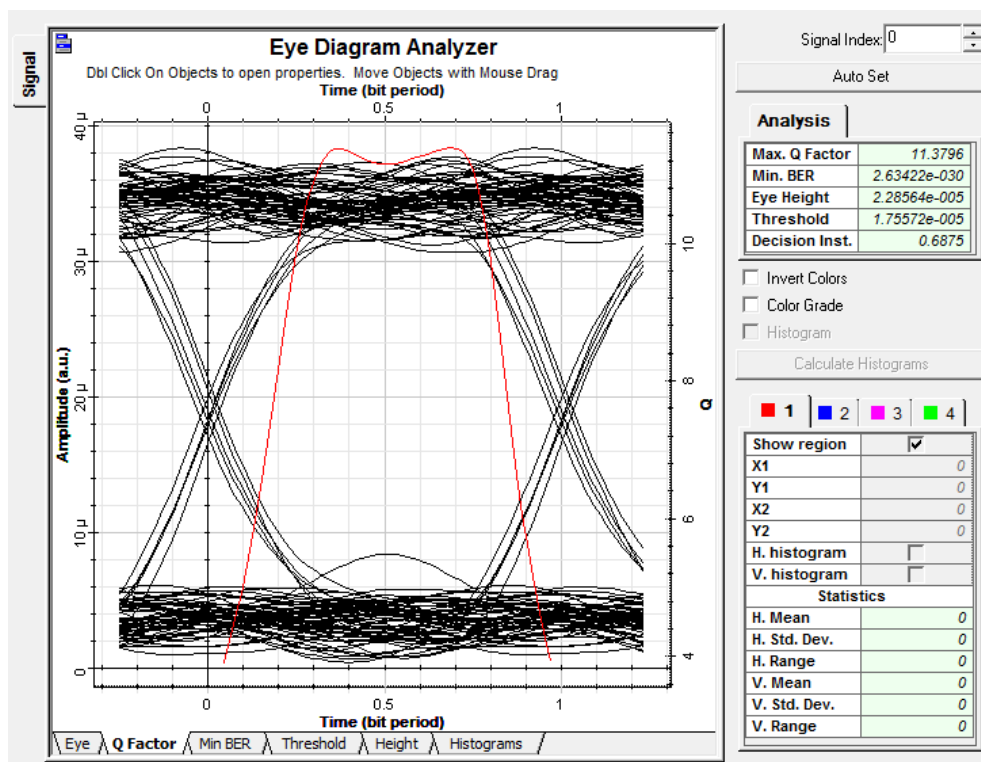 Signal
Eye Diagram Analyzer
Dbl Click On Objects to open properties. Move Objects with Mouse Drag
Time (bit period)
0 0.5 1
Amplitude (a.u.)
40 µ
30 µ
20 µ
10 µ
0
10
8
6
4
Q
0 0.5 1
Time (bit period)
Eye Q Factor Min BER Threshold Height Histograms
Signal Index: 0
Auto Set
Analysis
Max. Q Factor 11.3796
Min. BER 2.63422e-030
Eye Height 2.28564e-005
Threshold 1.75572e-005
Decision Inst. 0.6875
Invert Colors
Color Grade
Histogram
Calculate Histograms
1 2 3 4
Show region
X1 0
Y1 0
X2 0
Y2 0
H. histogram
V. histogram
Statistics
H. Mean 0
H. Std. Dev. 0
H. Range 0
V. Mean 0
V. Std. Dev. 0
V. Range 0